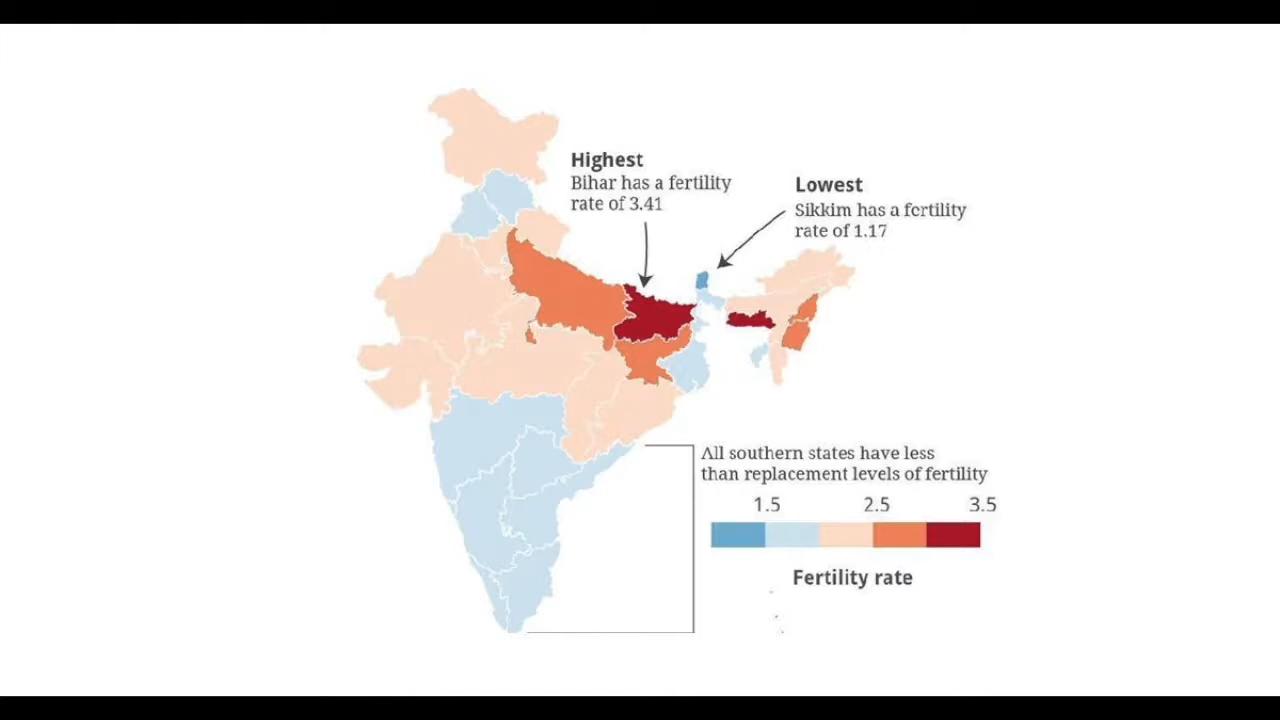 Highest
Bihar has a fertility
rate of 3.41
Lowest
Sikkim has a fertility
rate of 1.17
All southern states have less
than replacement levels of fertility
1.5 2.5 3.5
Fertility rate